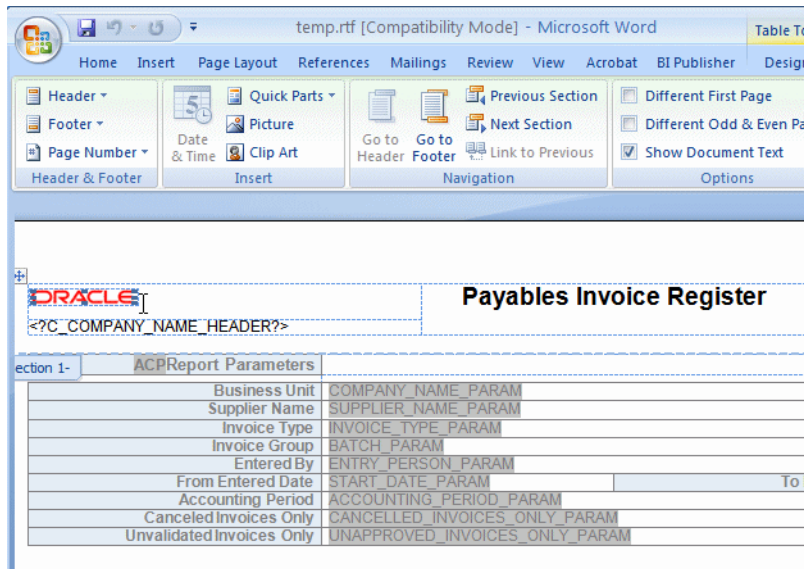 temp.rtf [Compatibility Mode] - Microsoft Word
Table To
Home Insert Page Layout References Mailings Review View Acrobat BI Publisher Desig
Header Quick Parts Previous Section Different First Page
Footer Picture Next Section Different Odd & Even Pa
Page Number Date & Time Clip Art Go to Header Go to Footer Link to Previous Show Document Text
Header & Footer Insert Navigation Options
ORACLE Payables Invoice Register
<?C_COMPANY_NAME_HEADER?>
ection 1- ACPReport Parameters
Business Unit COMPANY_NAME_PARAM
Supplier Name SUPPLIER_NAME_PARAM
Invoice Type INVOICE_TYPE_PARAM
Invoice Group BATCH_PARAM
Entered By ENTRY_PERSON_PARAM
From Entered Date START_DATE_PARAM To
Accounting Period ACCOUNTING_PERIOD_PARAM
Canceled Invoices Only CANCELLED_INVOICES_ONLY_PARAM
Unvalidated Invoices Only UNAPPROVED_INVOICES_ONLY_PARAM